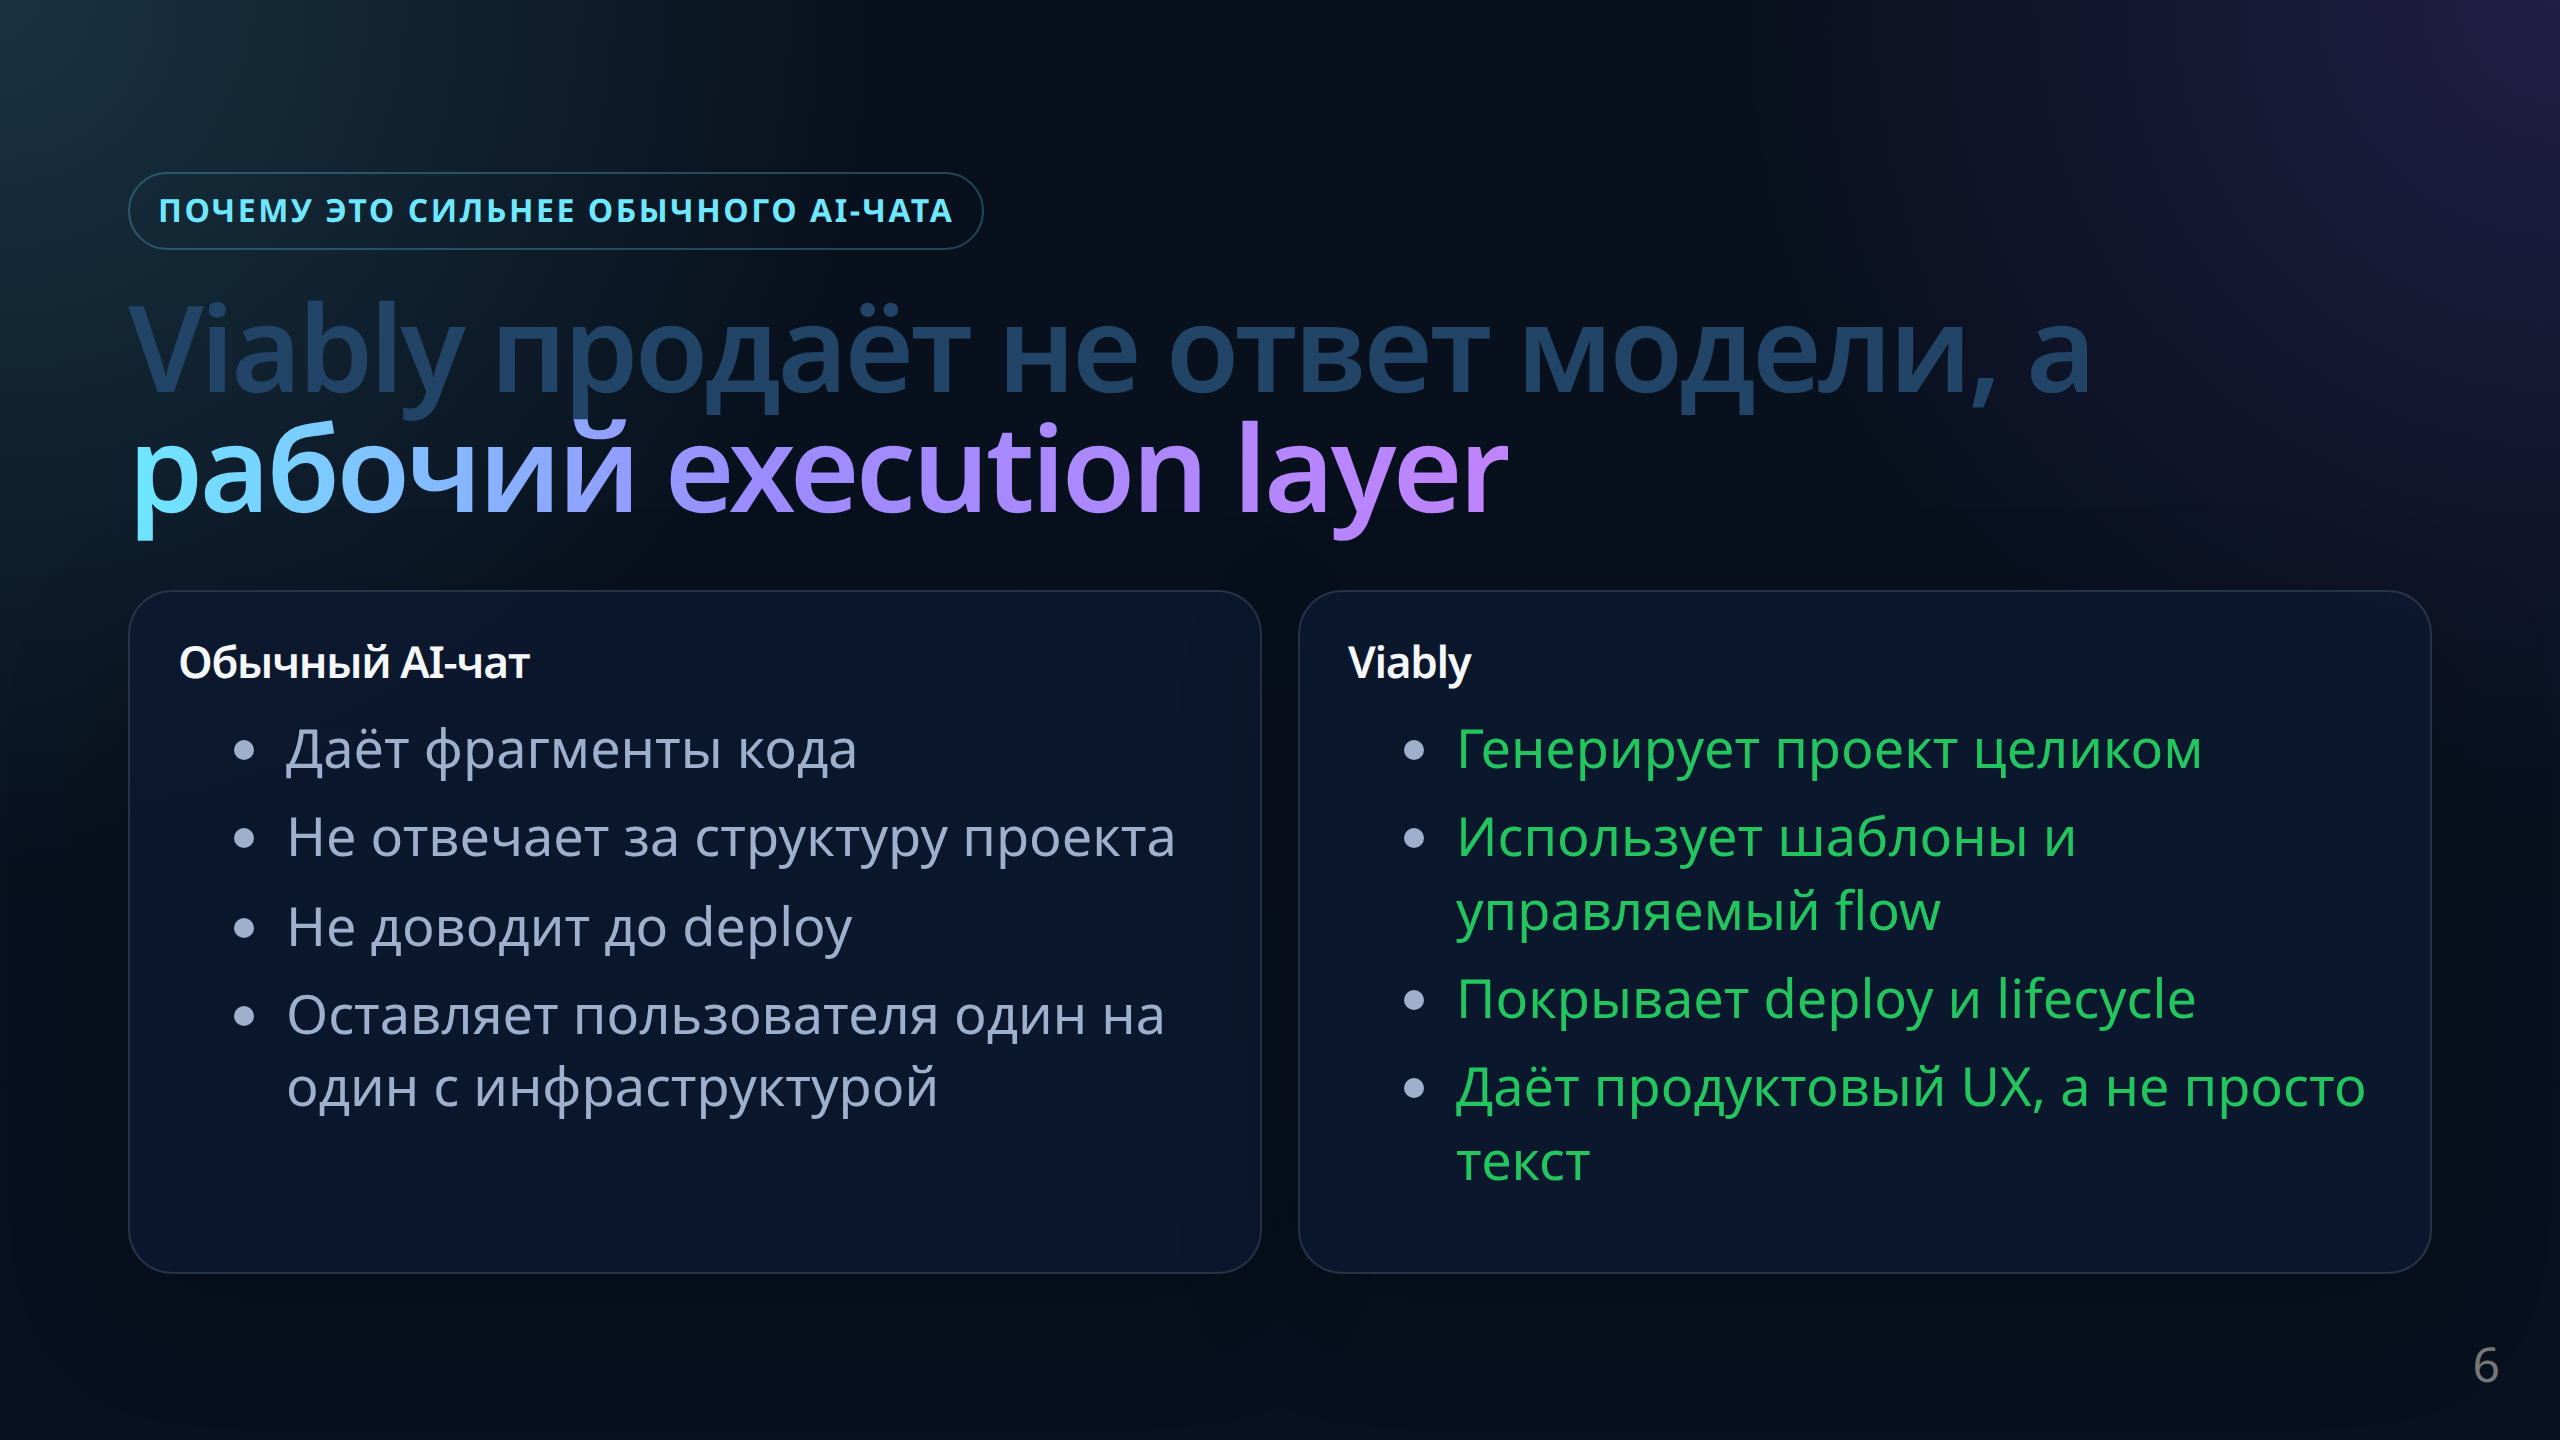 ПОЧЕМУ ЭТО СИЛЬНЕЕ ОБЫЧНОГО AI-ЧАТА
Viably продаёт не ответ модели, а
рабочий execution layer
Обычный AI-чат
Даёт фрагменты кода
Не отвечает за структуру проекта
Не доводит до deploy
Оставляет пользователя один на
один с инфраструктурой
Viably
Генерирует проект целиком
Использует шаблоны и
управляемый flow
Покрывает deploy и lifecycle
Даёт продуктовый UX, а не просто
текст
6